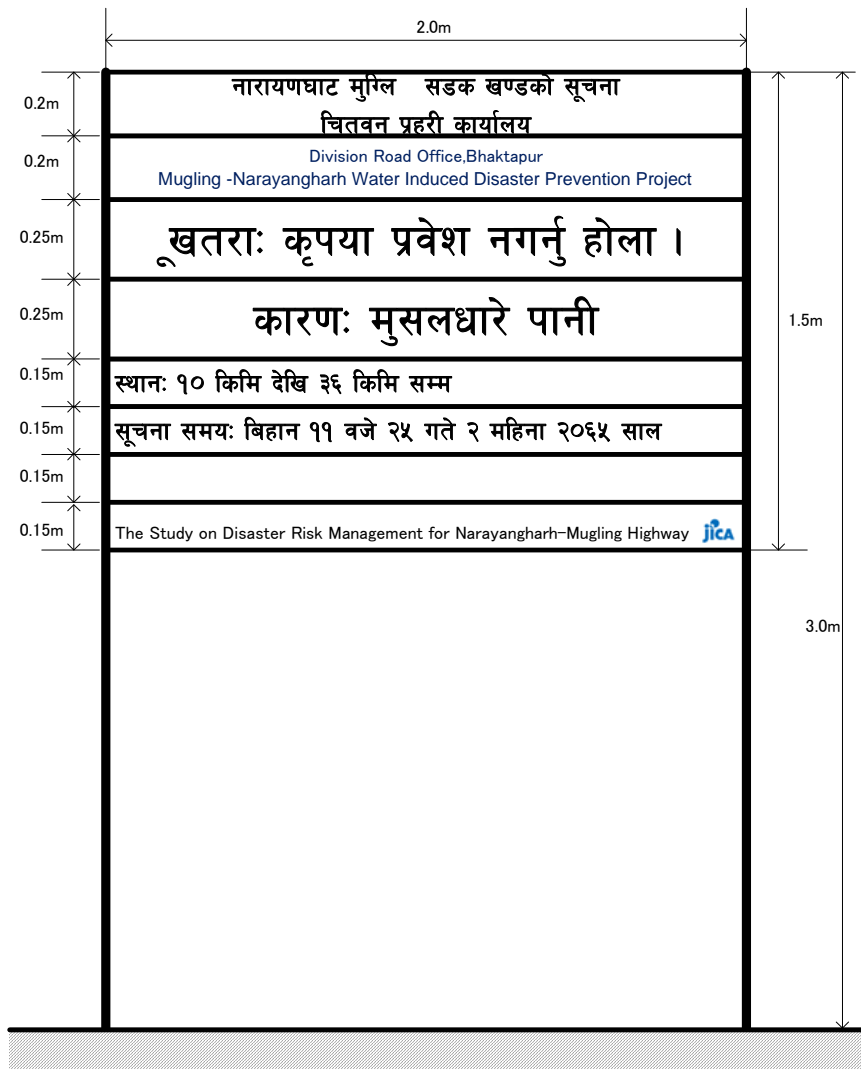 2.0m
0.2m
नारायणघाट मुग्लि सडक खण्डको सूचना
चितवन प्रहरी कार्यालय
0.2m
Division Road Office,Bhaktapur
Mugling -Narayangharh Water Induced Disaster Prevention Project
0.25m
ूखतराः कृपया प्रवेश नगर्नु होला ।
0.25m
कारणः मुसलधारे पानी
1.5m
0.15m
स्थानः १० किमि देखि ३६ किमि सम्म
0.15m
सूचना समयः बिहान ११ वजे २५ गते २ महिना २०६५ साल
0.15m
0.15m
The Study on Disaster Risk Management for Narayangharh-Mugling Highway jICA
3.0m